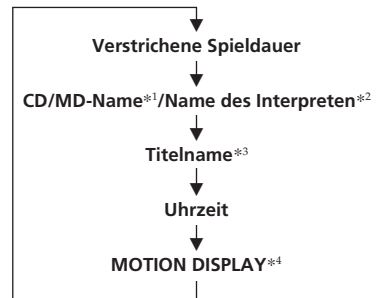 Verstrichene Spieldauer
CD/MD-Name*1/Name des Interpreten*2
Titelname*3
Uhrzeit
MOTION DISPLAY*4